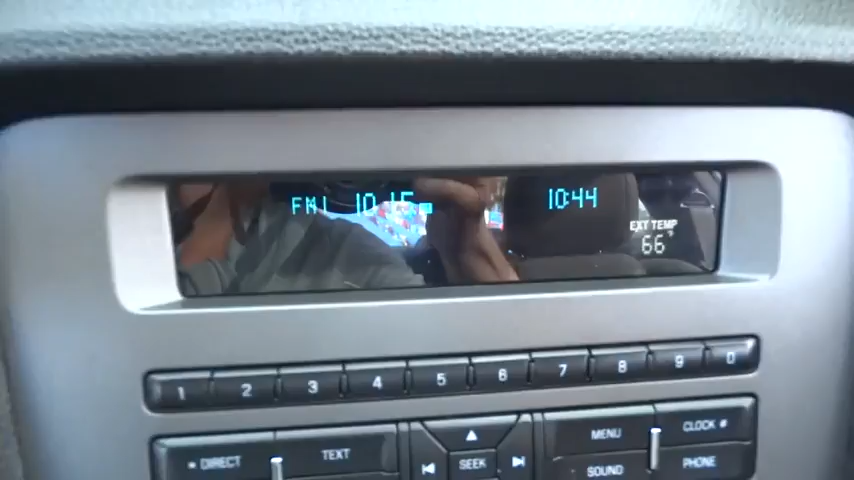 FM1 101.5 10:44
EXT TEMP
66°
1 2 3 4 5 6 7 8 9 0
DIRECT TEXT SEEK MENU CLOCK
SOUND PHONE